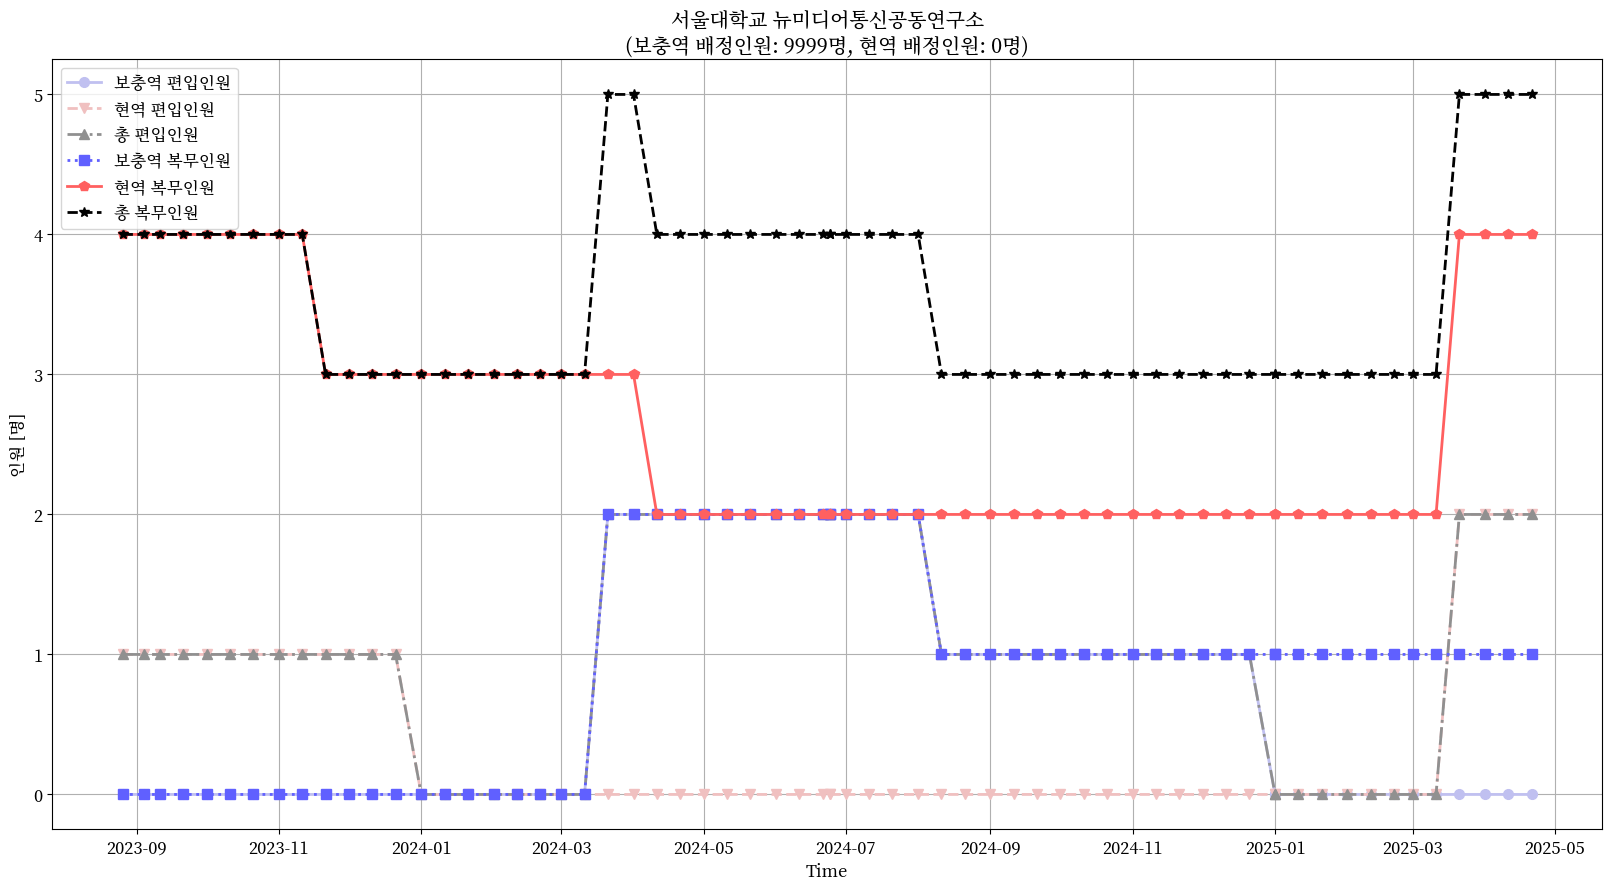 서울대학교 뉴미디어통신공동연구소
(보충역 배정인원: 9999명, 현역 배정인원: 0명)
보충역 편입인원
현역 편입인원
총 편입인원
보충역 복무인원
현역 복무인원
총 복무인원
인원 [명]
5
4
3
2
1
0
2023-09 2023-11 2024-01 2024-03 2024-05 2024-07 2024-09 2024-11 2025-01 2025-03 2025-05
Time